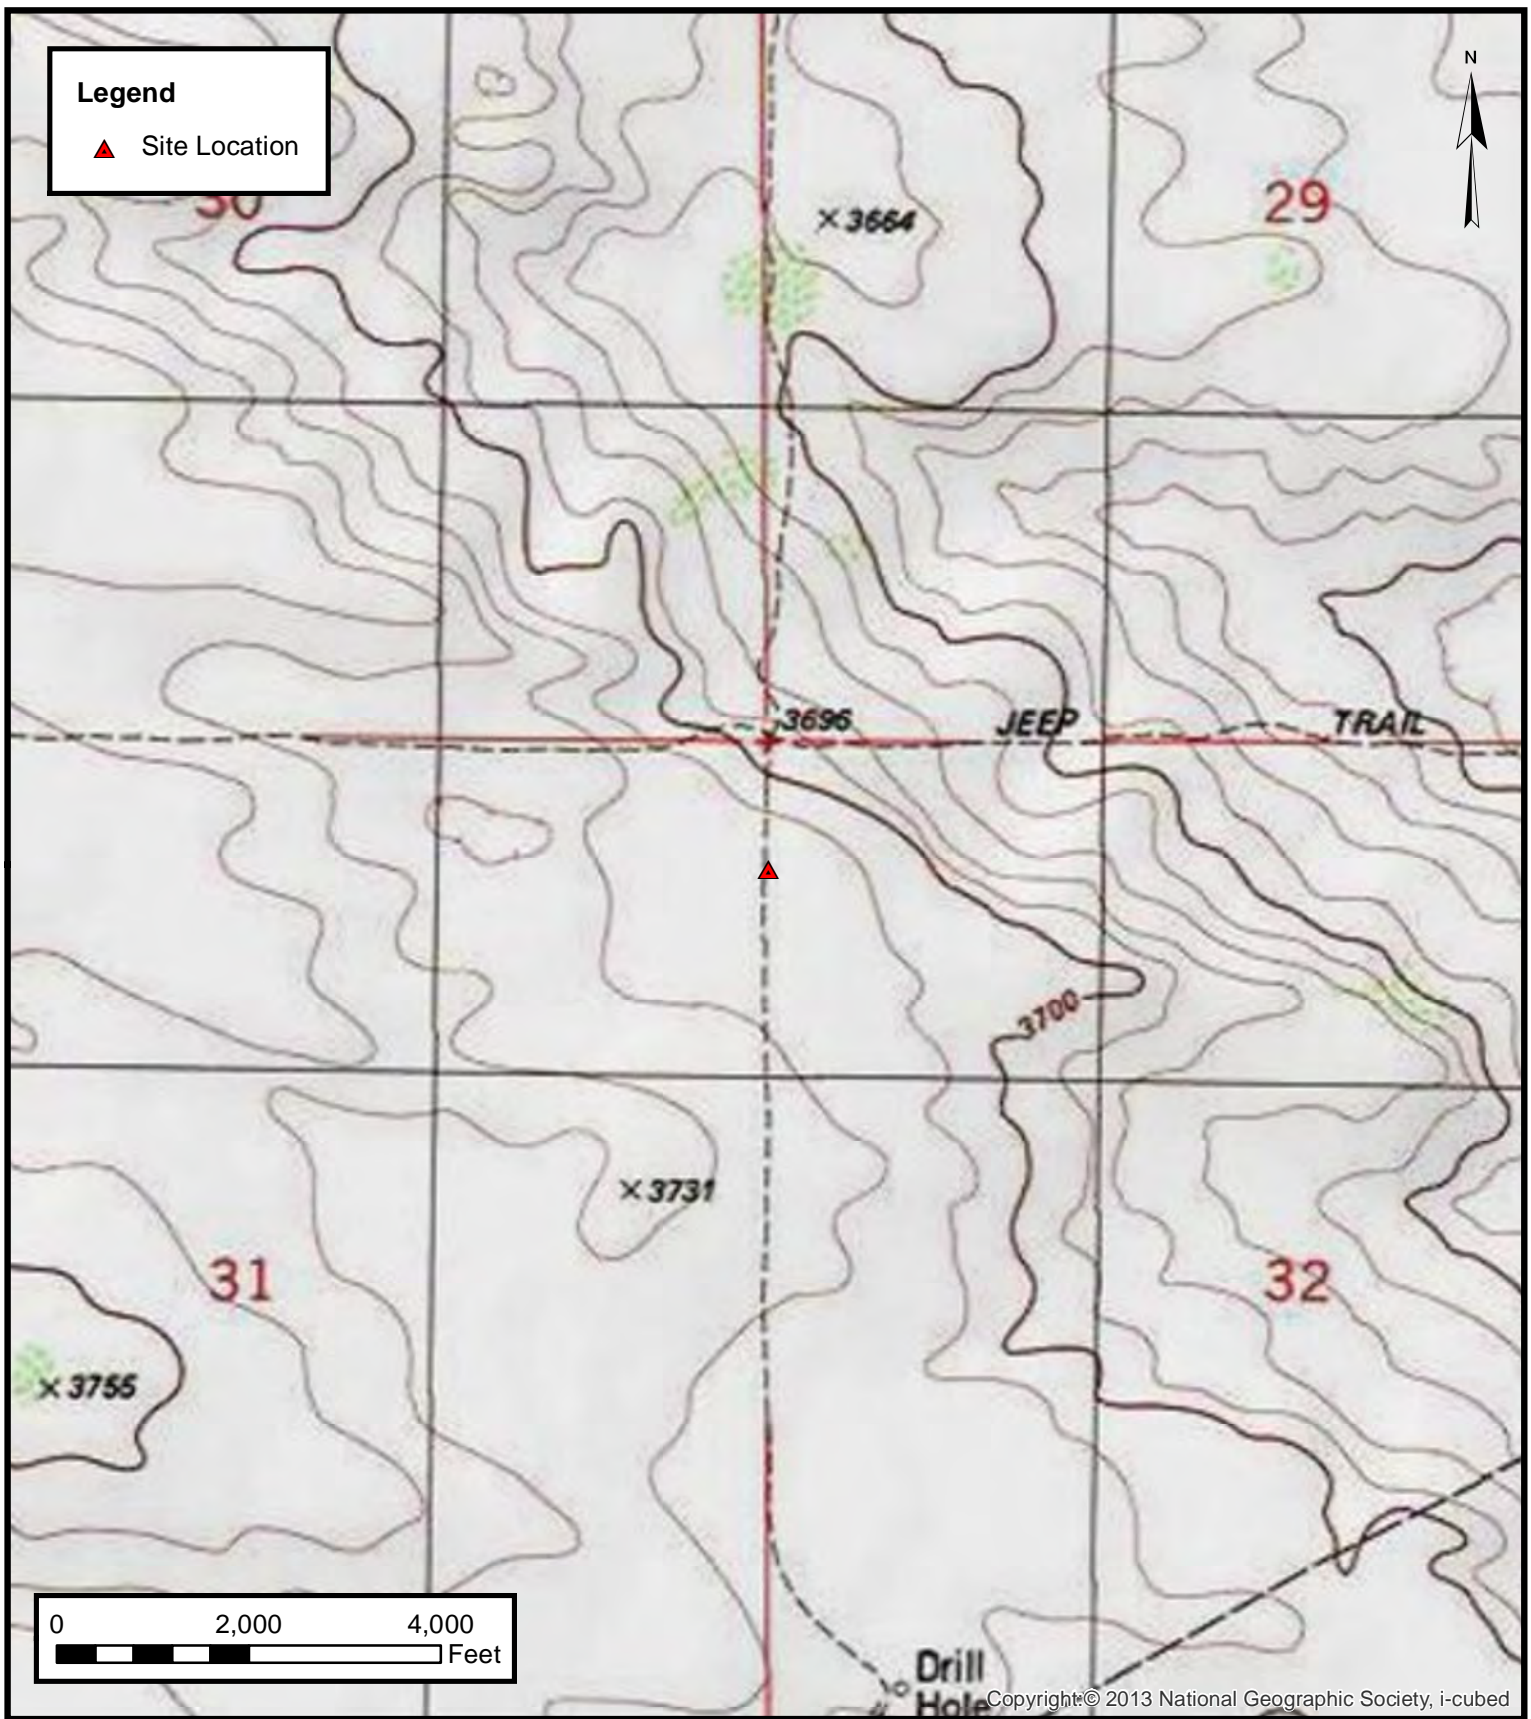 Legend
Site Location
N
30
29
3664
3696
JEEP
TRAIL
3700
3731
31
32
3755
0 2,000 4,000
Feet
Drill
Hole
Copyright:© 2013 National Geographic Society, i-cubed